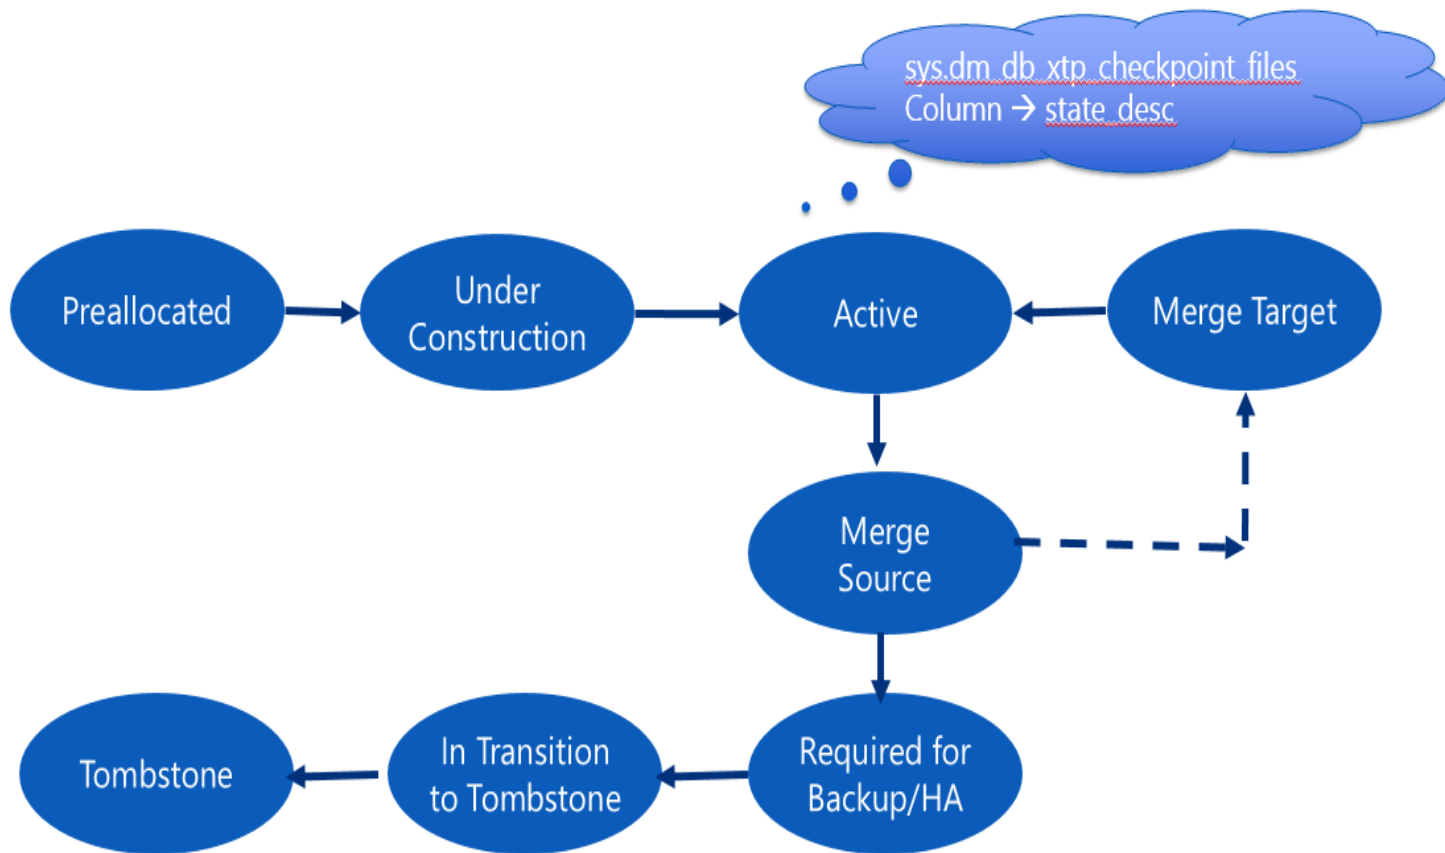 sys.dm_db_xtp_checkpoint_files
Column → state_desc
Preallocated
Under
Construction
Active
Merge Target
Merge
Source
Tombstone
In Transition
to Tombstone
Required for
Backup/HA